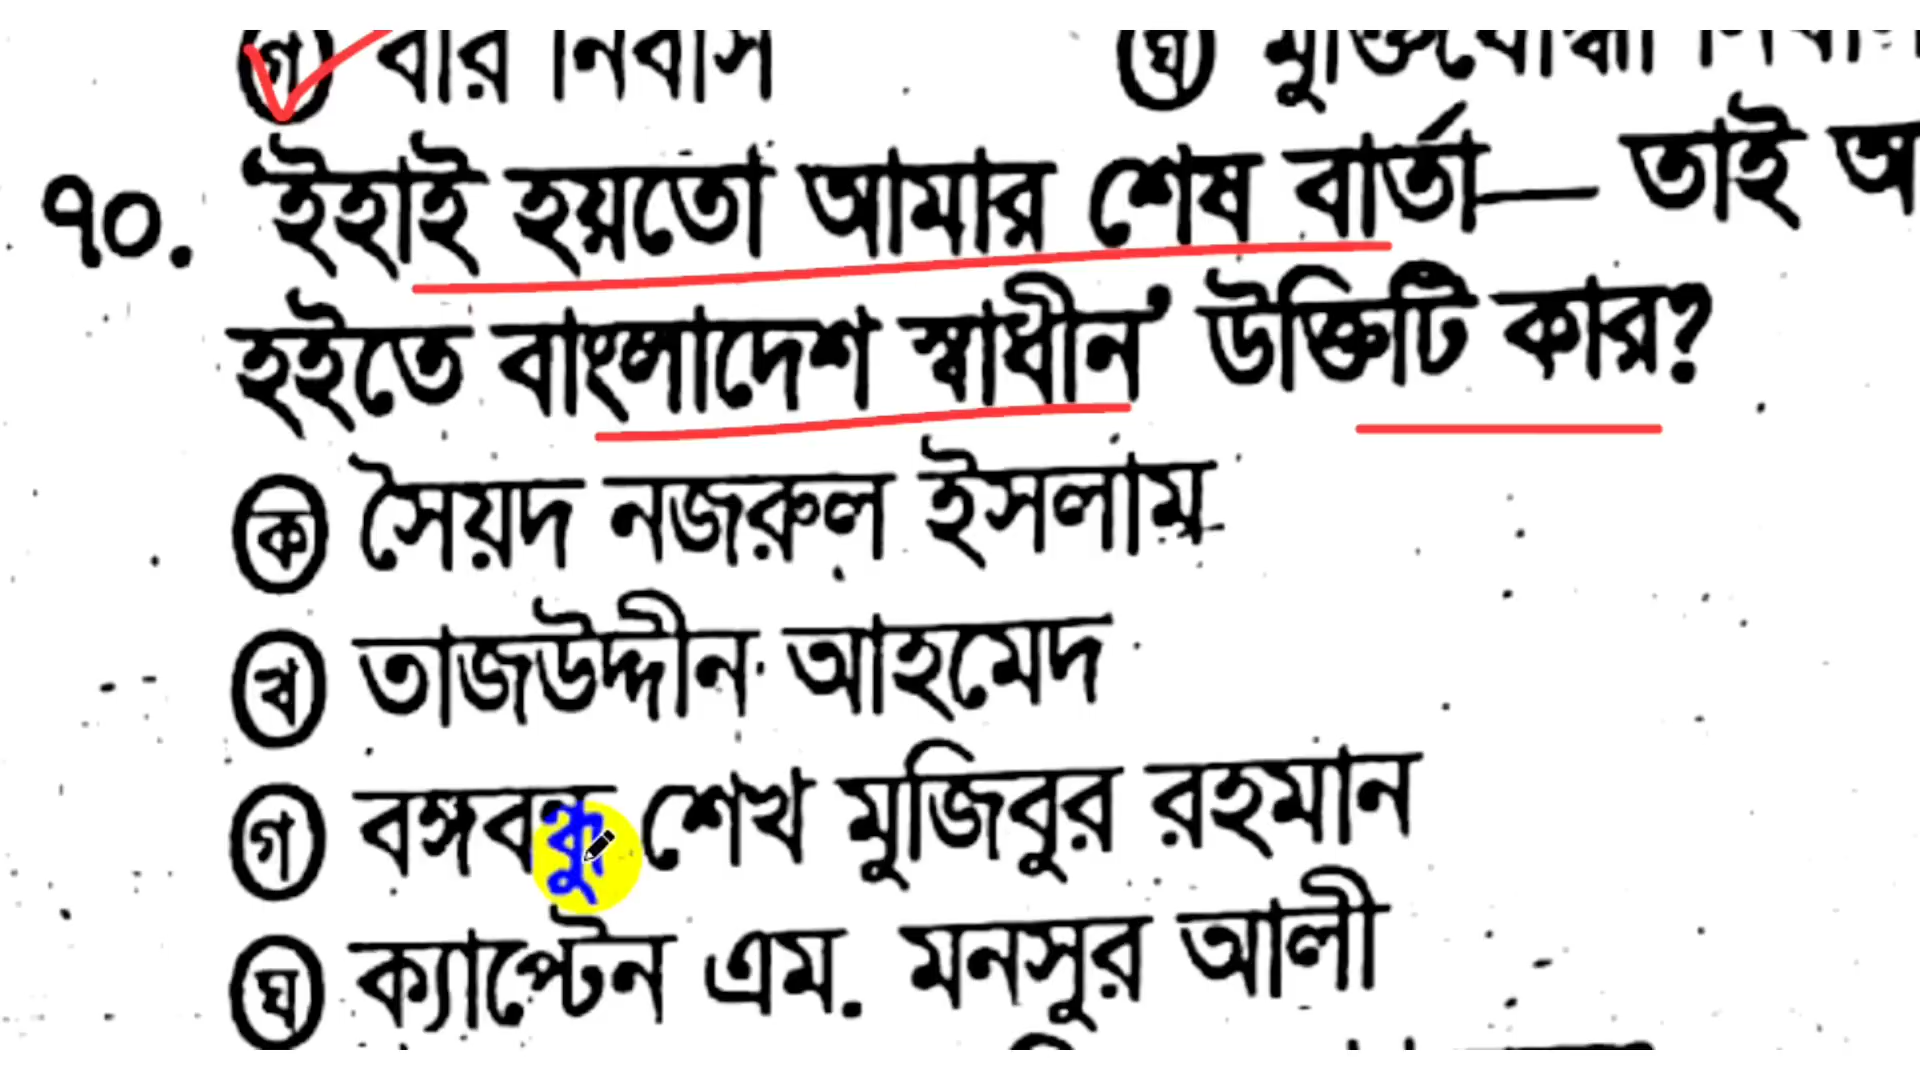 গ বীর নিবাস ঘ মুক্তিযোদ্ধা
৭০. ‘ইহাই হয়তো আমার শেষ বার্তা— তাই অ
হইতে বাংলাদেশ স্বাধীন’ উক্তিটি কার?
ক সৈয়দ নজরুল ইসলাম
খ তাজউদ্দীন আহমেদ
গ বঙ্গবন্ধু শেখ মুজিবুর রহমান
ঘ ক্যাপ্টেন এম. মনসুর আলী